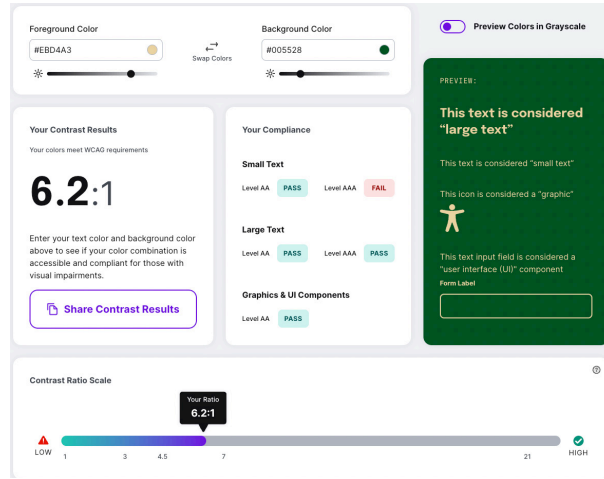 Foreground Color
#EBD4A3
Swap Colors
Background Color
#005528
Preview Colors in Grayscale
Your Contrast Results
Your colors meet WCAG requirements
6.2:1
Enter your text color and background color
above to see if your color combination is
accessible and compliant for those with
visual impairments.
Share Contrast Results
Your Compliance
Small Text
Level AA PASS Level AAA FAIL
Large Text
Level AA PASS Level AAA PASS
Graphics & UI Components
Level AA PASS
PREVIEW:
This text is considered
“large text”
This text is considered “small text”
This icon is considered a “graphic”
This text input field is considered a
“user interface (UI)” component
Form Label
Contrast Ratio Scale
?
Your Ratio
6.2:1
LOW
1 3 4.5 7 21
HIGH